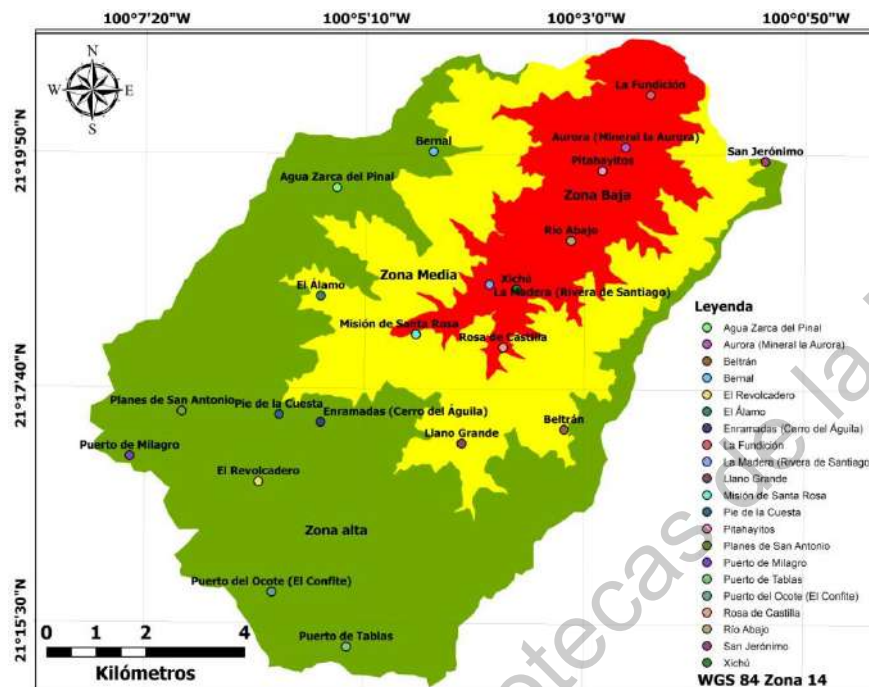 100°7'20"W 100°5'10"W 100°3'0"W 100°0'50"W
N
W E
S
La Fundición
21°19'50"N
Bernal
Aurora (Mineral la Aurora)
San Jerónimo
Pitahayitos
Agua Zarca del Pinal
Zona Baja
Río Abajo
Zona Media
Xichú
El Álamo
La Madera (Rivera de Santiago)
Misión de Santa Rosa
Rosa de Castilla
21°17'40"N
Planes de San Antonio
Pie de la Cuesta
Enramadas (Cerro del Águila)
Llano Grande
Beltrán
Puerto de Milagro
El Revolcadero
Zona alta
Puerto del Ocote (El Confite)
21°15'30"N
Puerto de Tablas
0 1 2 4
Kilómetros
Leyenda
Agua Zarca del Pinal
Aurora (Mineral la Aurora)
Beltrán
Bernal
El Revolcadero
El Álamo
Enramadas (Cerro del Águila)
La Fundición
La Madera (Rivera de Santiago
Llano Grande
Misión de Santa Rosa
Pie de la Cuesta
Pitahayitos
Planes de San Antonio
Puerto de Milagro
Puerto de Tablas
Puerto del Ocote (El Confite)
Rosa de Castilla
Río Abajo
San Jerónimo
Xichú
WGS 84 Zona 14
otecas de la